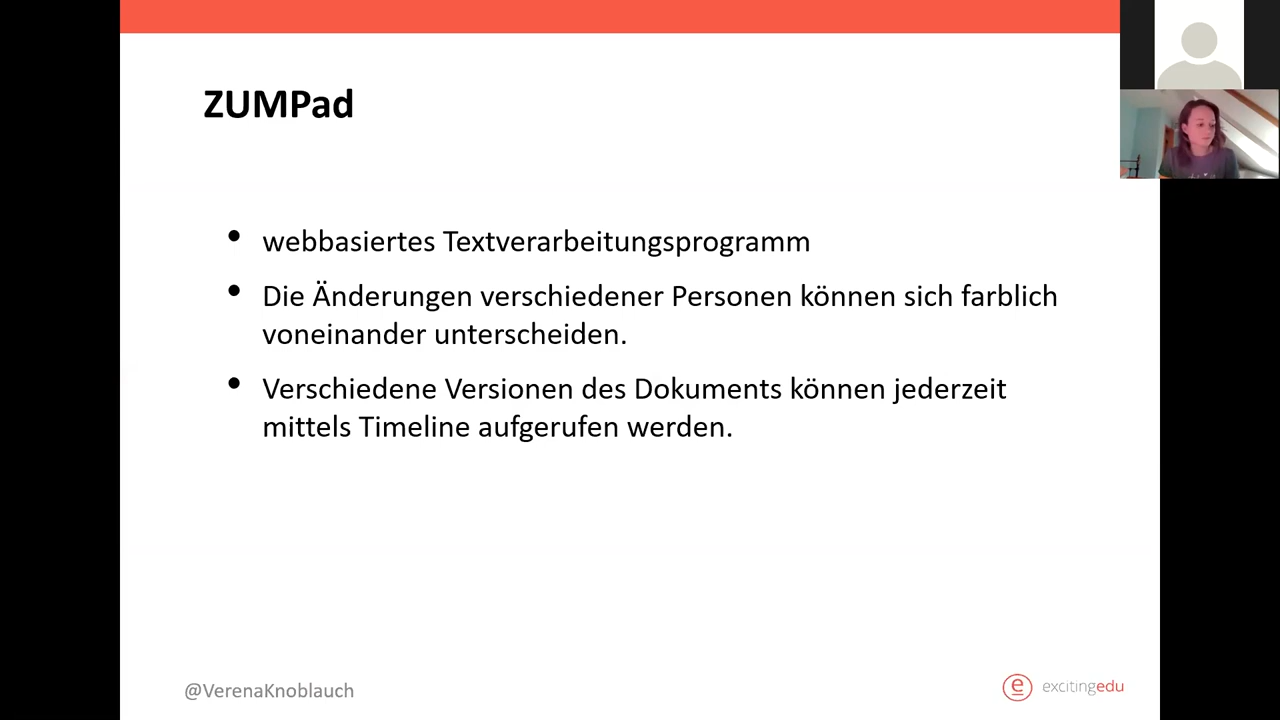 ZUMPad
• webbasiertes Textverarbeitungsprogramm
• Die Änderungen verschiedener Personen können sich farblich
voneinander unterscheiden.
• Verschiedene Versionen des Dokuments können jederzeit
mittels Timeline aufgerufen werden.
@VerenaKnoblauch
e excitingedu